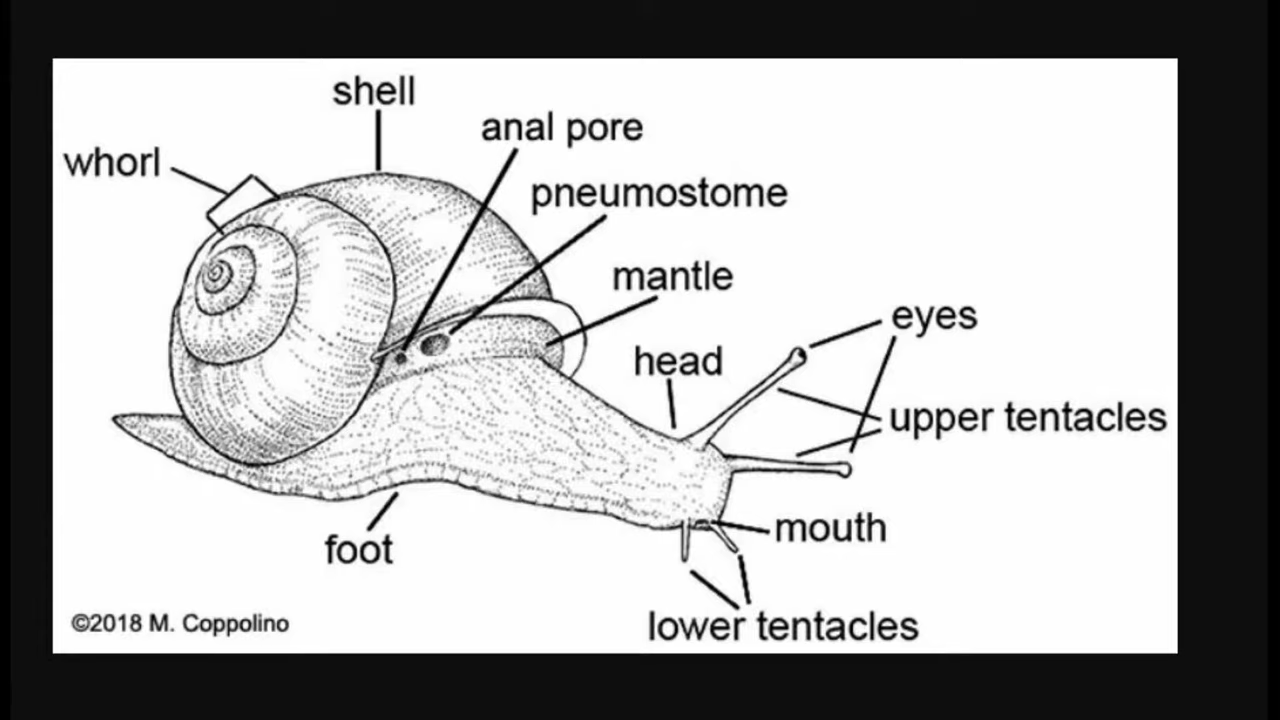 shell
anal pore
whorl
pneumostome
mantle
eyes
head
upper tentacles
mouth
foot
©2018 M. Coppolino
lower tentacles